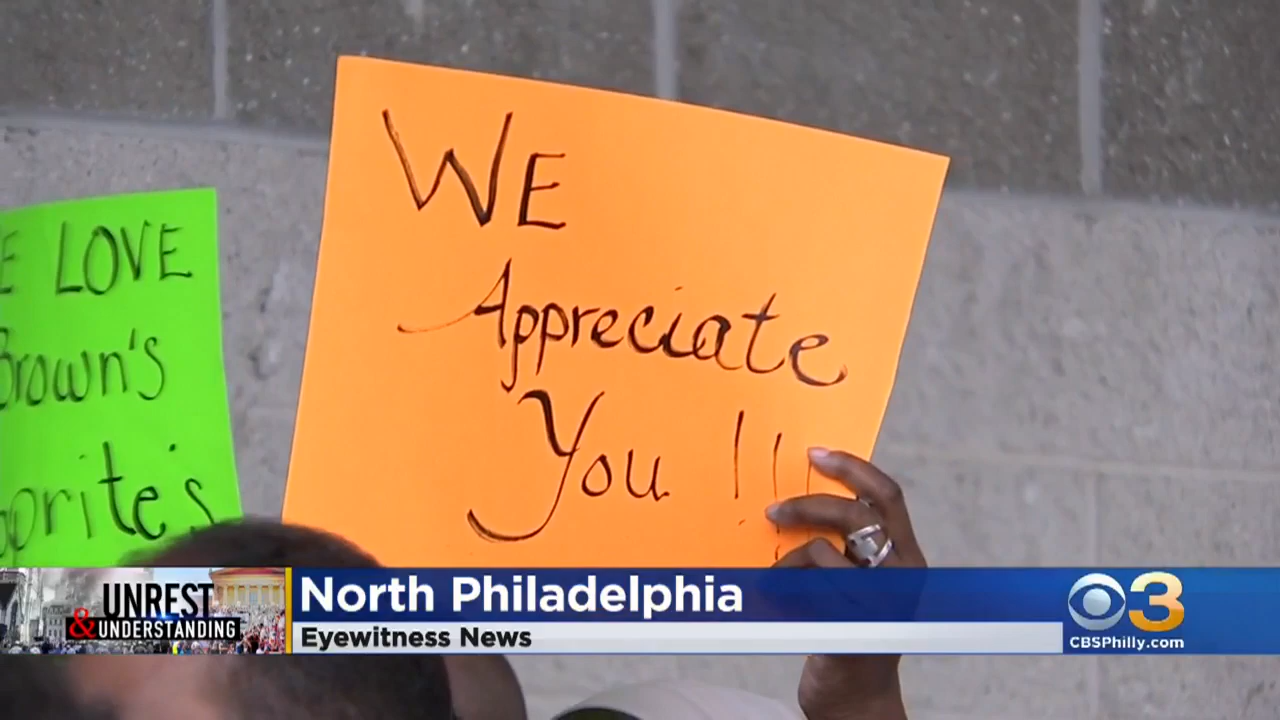 WE
Appreciate
You !!!
E LOVE
Brown's
orite's
UNREST
& UNDERSTANDING
North Philadelphia
Eyewitness News
3
CBSPhilly.com